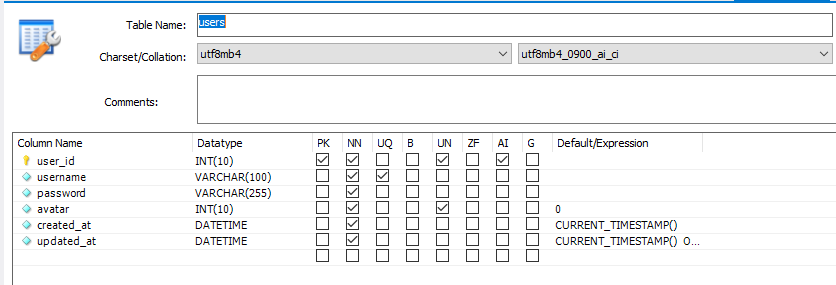 Table Name: users
Charset/Collation: utf8mb4 utf8mb4_0900_ai_ci
Comments:
Column Name Datatype PK NN UQ B UN ZF AI G Default/Expression
user_id INT(10)
username VARCHAR(100)
password VARCHAR(255)
avatar INT(10) 0
created_at DATETIME CURRENT_TIMESTAMP()
updated_at DATETIME CURRENT_TIMESTAMP() O...